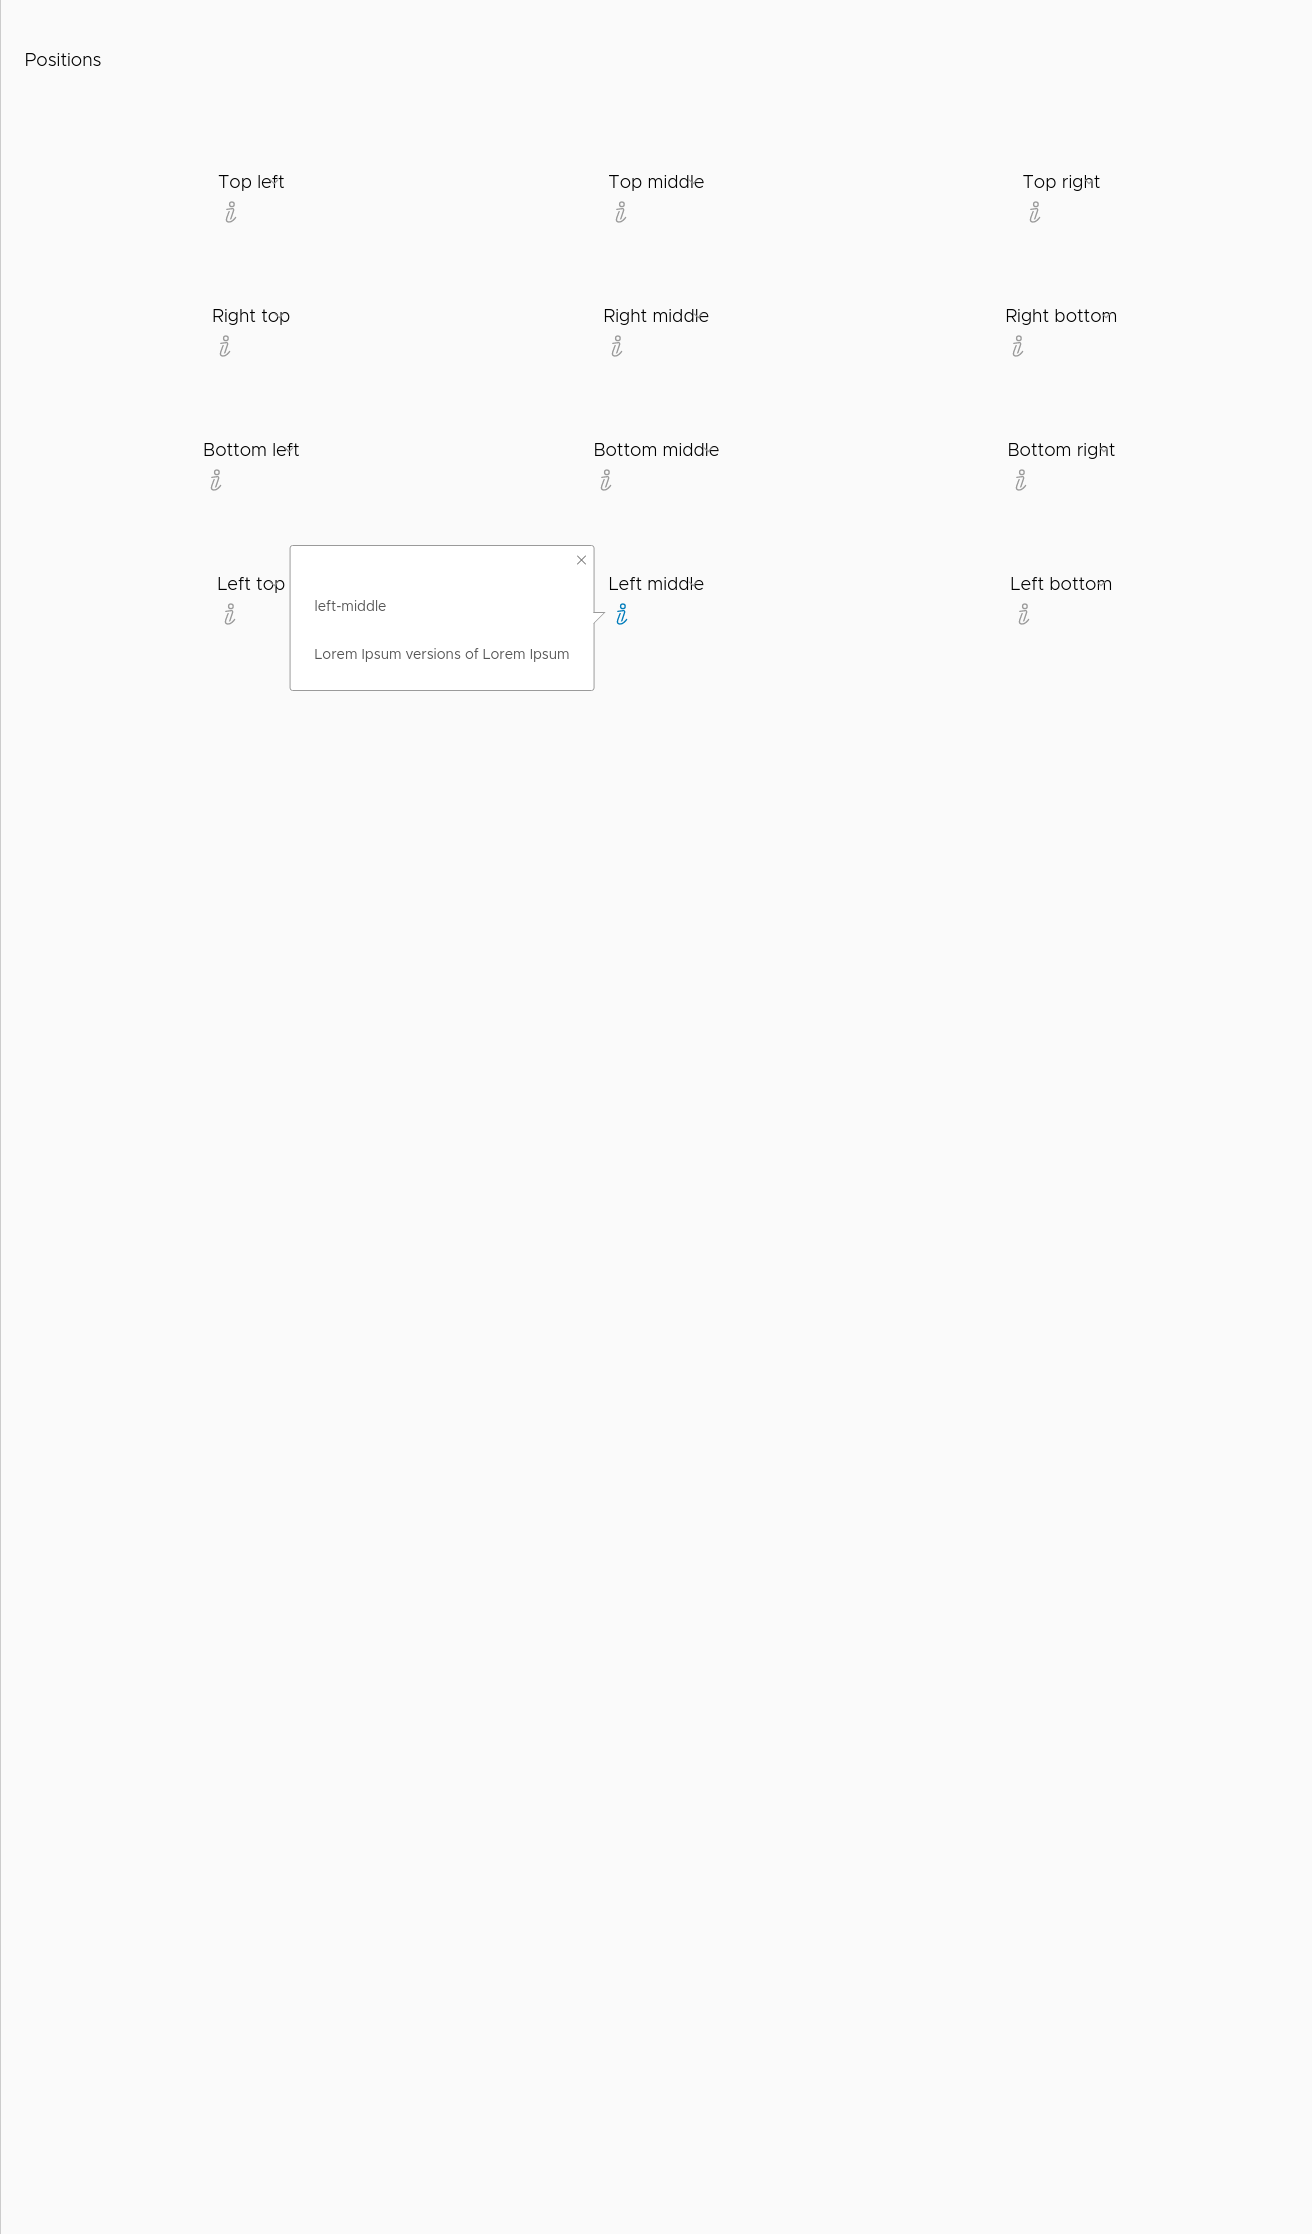 Positions
Top left
Top middle
Top right
Right top
Right middle
Right bottom
Bottom left
Bottom middle
Bottom right
Left top
Left middle
Left bottom
left-middle
Lorem Ipsum versions of Lorem Ipsum